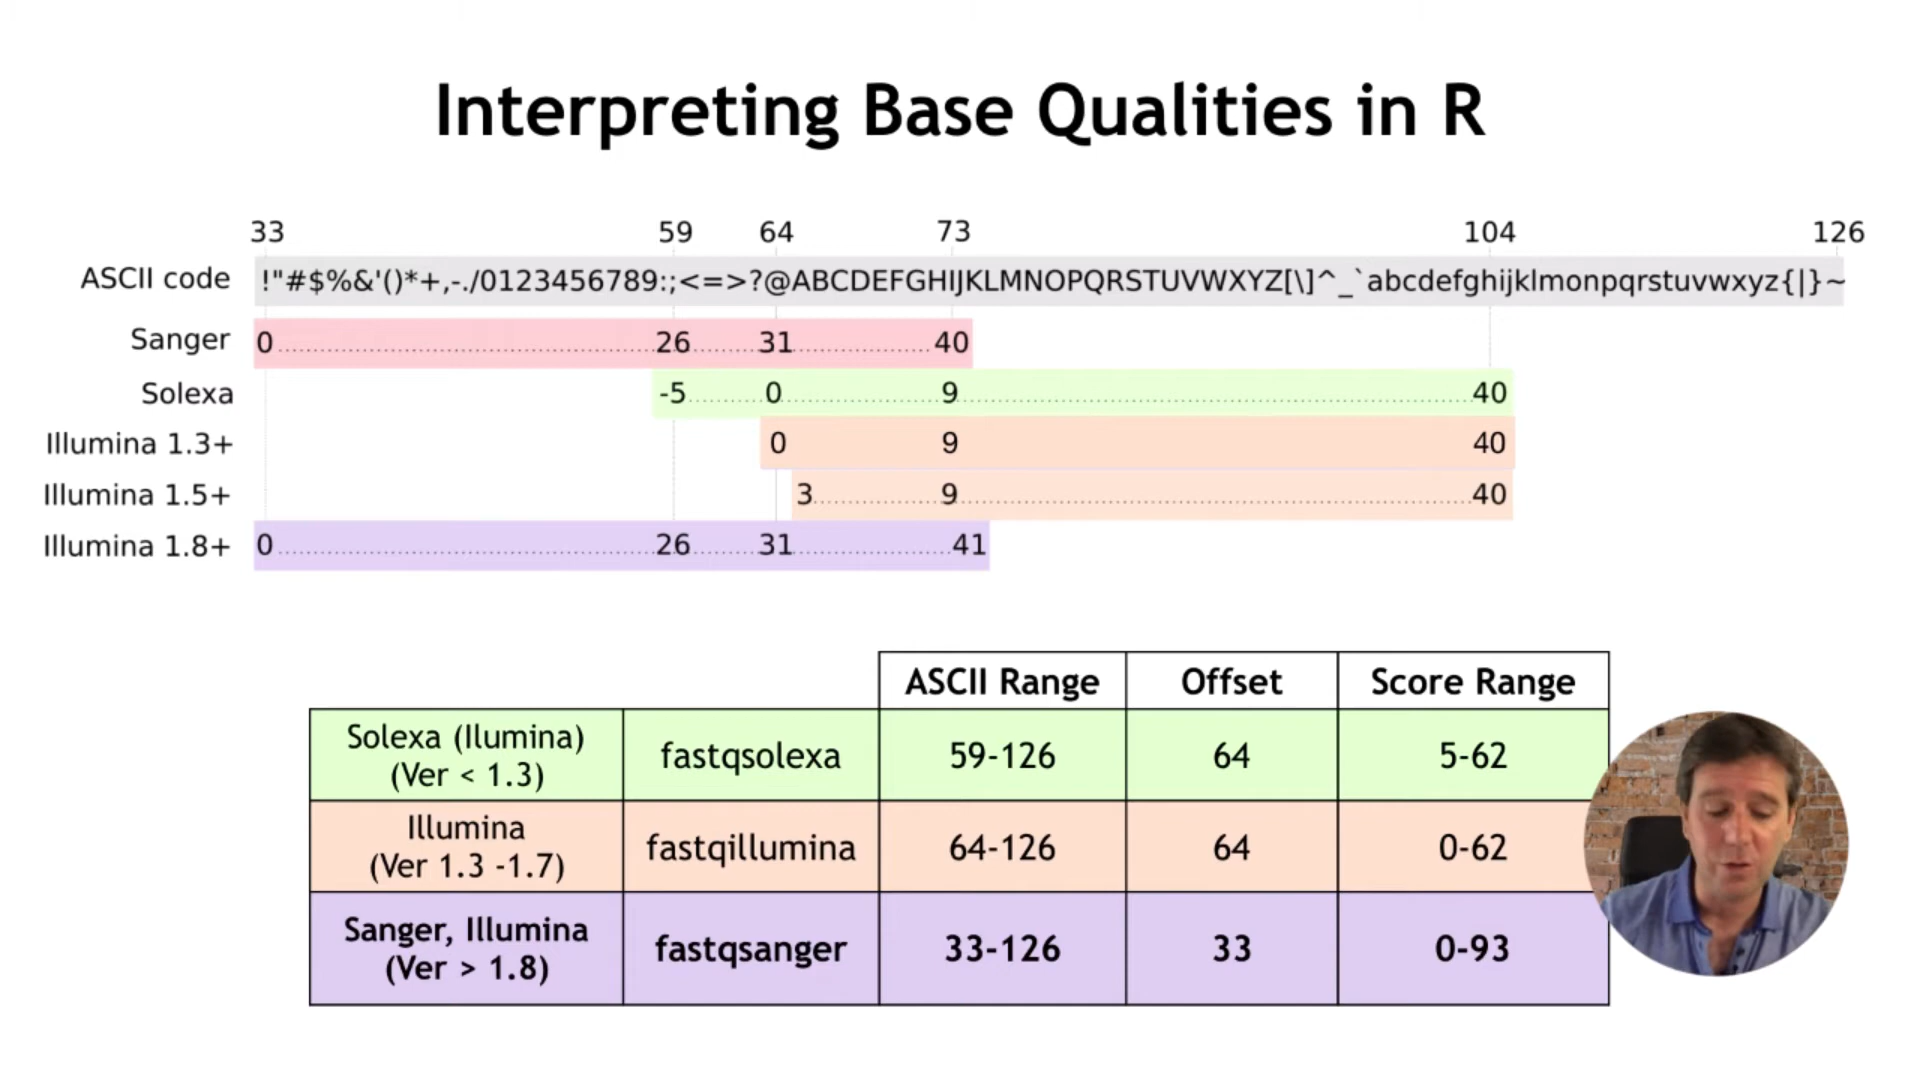 Interpreting Base Qualities in R
33 59 64 73 104 126
ASCII code !"#$%&'()*+,-./0123456789:;<=>?@ABCDEFGHIJKLMNOPQRSTUVWXYZ[\]^_`abcdefghijklmonpqrstuvwxyz{|}~
Sanger 0 26 31 40
Solexa -5 0 9 40
Illumina 1.3+ 0 9 40
Illumina 1.5+ 3 9 40
Illumina 1.8+ 0 26 31 41
ASCII Range Offset Score Range
Solexa (Ilumina)
(Ver < 1.3) fastqsolexa 59-126 64 5-62
Illumina
(Ver 1.3 -1.7) fastqillumina 64-126 64 0-62
Sanger, Illumina
(Ver > 1.8) fastqsanger 33-126 33 0-93